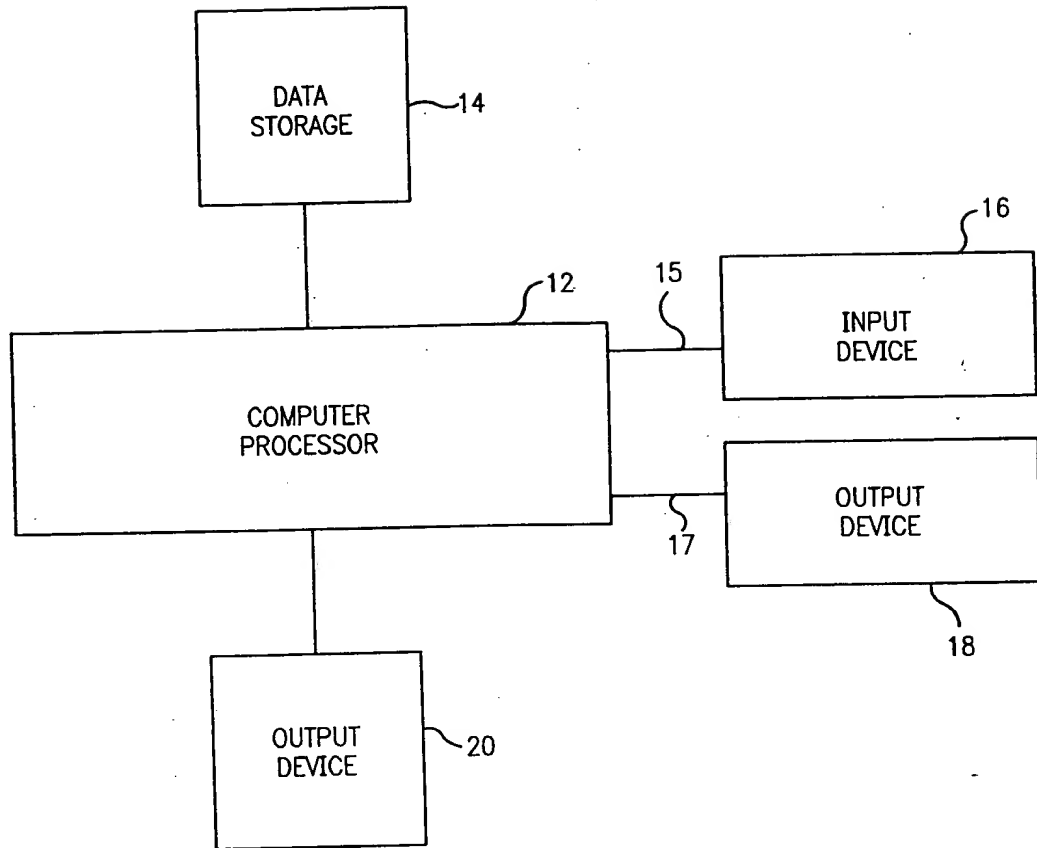 DATA
STORAGE
14
16
15
12
INPUT
DEVICE
COMPUTER
PROCESSOR
OUTPUT
DEVICE
17
18
OUTPUT
DEVICE
20